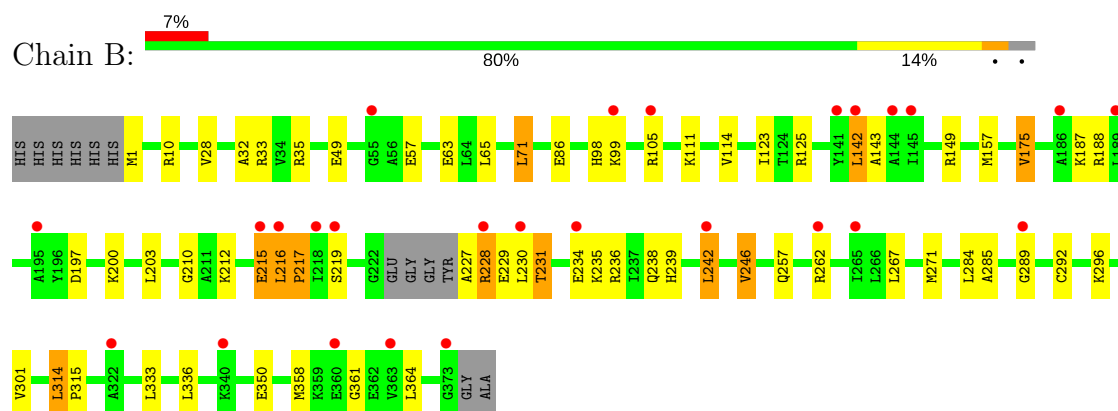 7%
Chain B:
80% 14% • •
HIS HIS HIS HIS HIS HIS M1 R10 V28 A32 R33 V34 R35 E49 G55 A56 E57 E63 L64 L65 L71 E86 H98 K99 R105 K111 V114 I123 T124 R125 Y141 L142 A143 A144 I145 R149 M157 V175 A186 K187 R188 L189
A195 Y196 D197 K200 L203 G210 A211 K212 E215 L216 P217 I218 S219 G222 GLU GLY GLY TYR A227 R228 E229 L230 T231 E234 K235 R236 I237 Q238 H239 L242 V246 Q257 R262 I265 L266 L267 M271 L284 A285 G289 C292 K296
V301 L314 P315 A322 L333 L336 K340 E350 M358 K359 E360 G361 E362 V363 L364 G373 GLY ALA